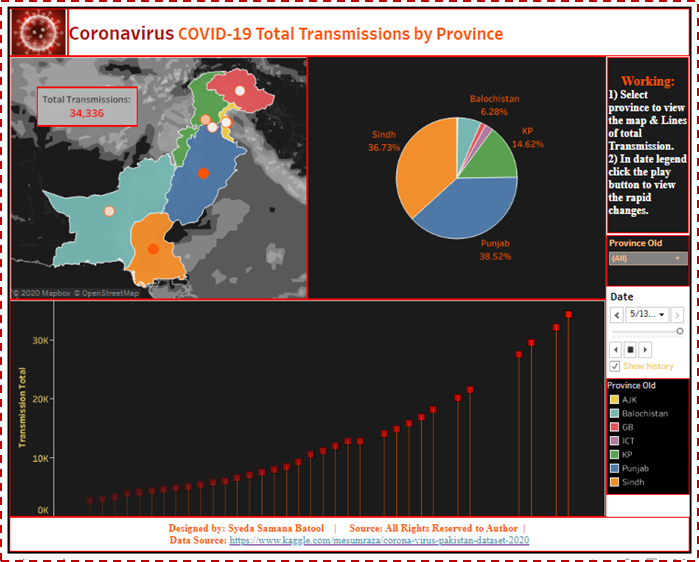 Coronavirus COVID-19 Total Transmissions by Province
Total Transmissions:
34,336
© 2020 Mapbox © OpenStreetMap
Balochistan
6.28%
KP
14.62%
Sindh
36.73%
Punjab
38.52%
Working:
1) Select
province to view
the map & Lines
of total
Transmission.
2) In date legend
click the play
button to view
the rapid
changes.
Province Old
(All)
Date
5/13...
Show history
Province Old
AJK
Balochistan
GB
ICT
KP
Punjab
Sindh
Transmission Total
30K
20K
10K
0K
Designed by: Syeda Samana Batool | Source: All Rights Reserved to Author |
Data Source: https://www.kaggle.com/mesumraza/corona-virus-pakistan-dataset-2020